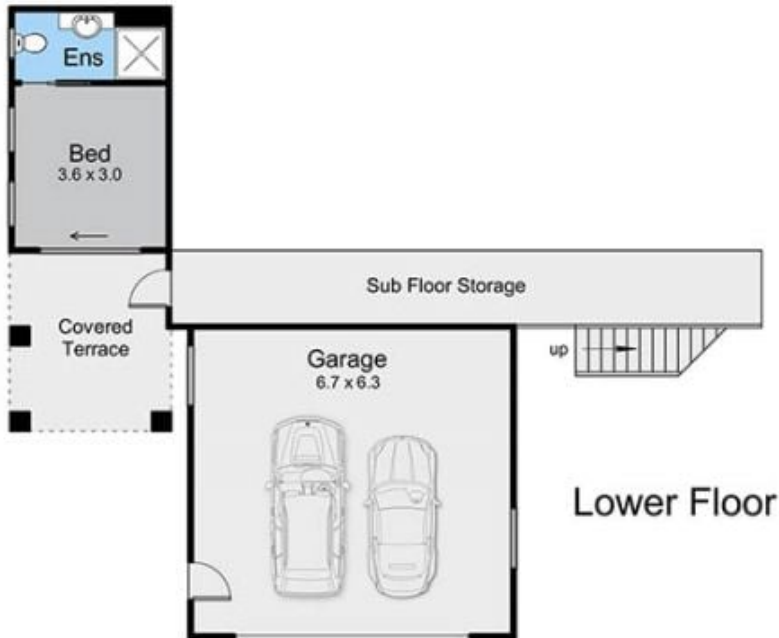 Ens
Bed
3.6 x 3.0
Sub Floor Storage
Covered
Terrace
Garage
6.7 x 6.3
up
Lower Floor